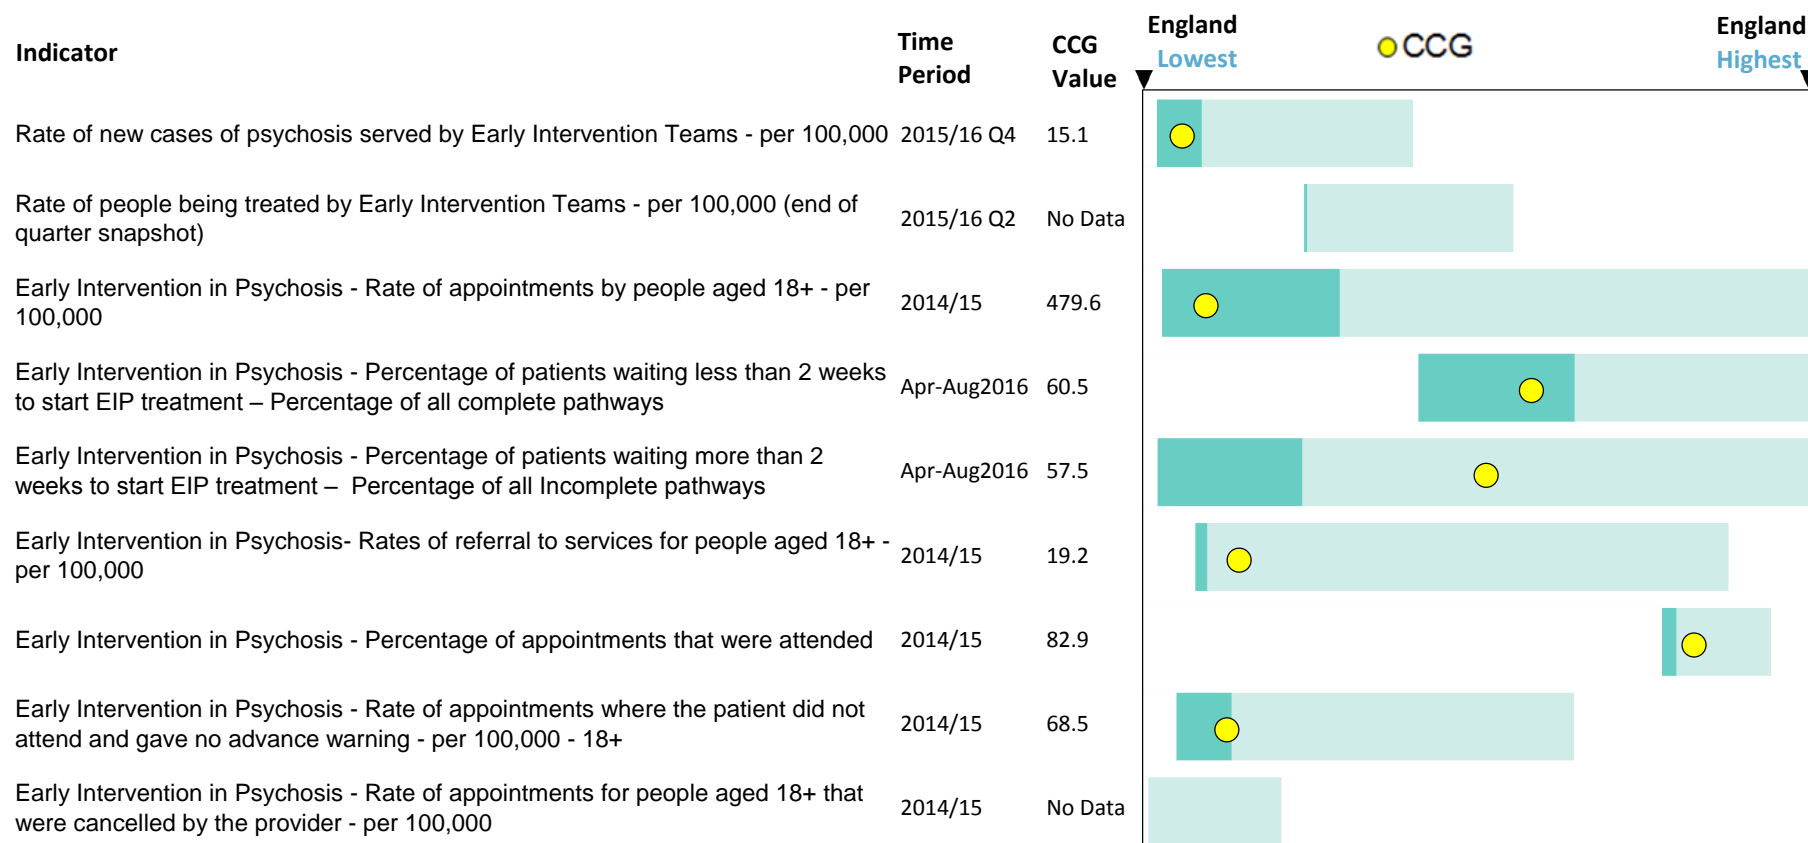 Indicator
Time
Period
CCG
Value
England
Lowest
CCG
England
Highest
Rate of new cases of psychosis served by Early Intervention Teams - per 100,000 2015/16 Q4 15.1
Rate of people being treated by Early Intervention Teams - per 100,000 (end of
quarter snapshot)
2015/16 Q2 No Data
Early Intervention in Psychosis - Rate of appointments by people aged 18+ - per
100,000
2014/15 479.6
Early Intervention in Psychosis - Percentage of patients waiting less than 2 weeks
to start EIP treatment – Percentage of all complete pathways
Apr-Aug2016 60.5
Early Intervention in Psychosis - Percentage of patients waiting more than 2
weeks to start EIP treatment – Percentage of all Incomplete pathways
Apr-Aug2016 57.5
Early Intervention in Psychosis- Rates of referral to services for people aged 18+ -
per 100,000
2014/15 19.2
Early Intervention in Psychosis - Percentage of appointments that were attended 2014/15 82.9
Early Intervention in Psychosis - Rate of appointments where the patient did not
attend and gave no advance warning - per 100,000 - 18+
2014/15 68.5
Early Intervention in Psychosis - Rate of appointments for people aged 18+ that
were cancelled by the provider - per 100,000
2014/15 No Data